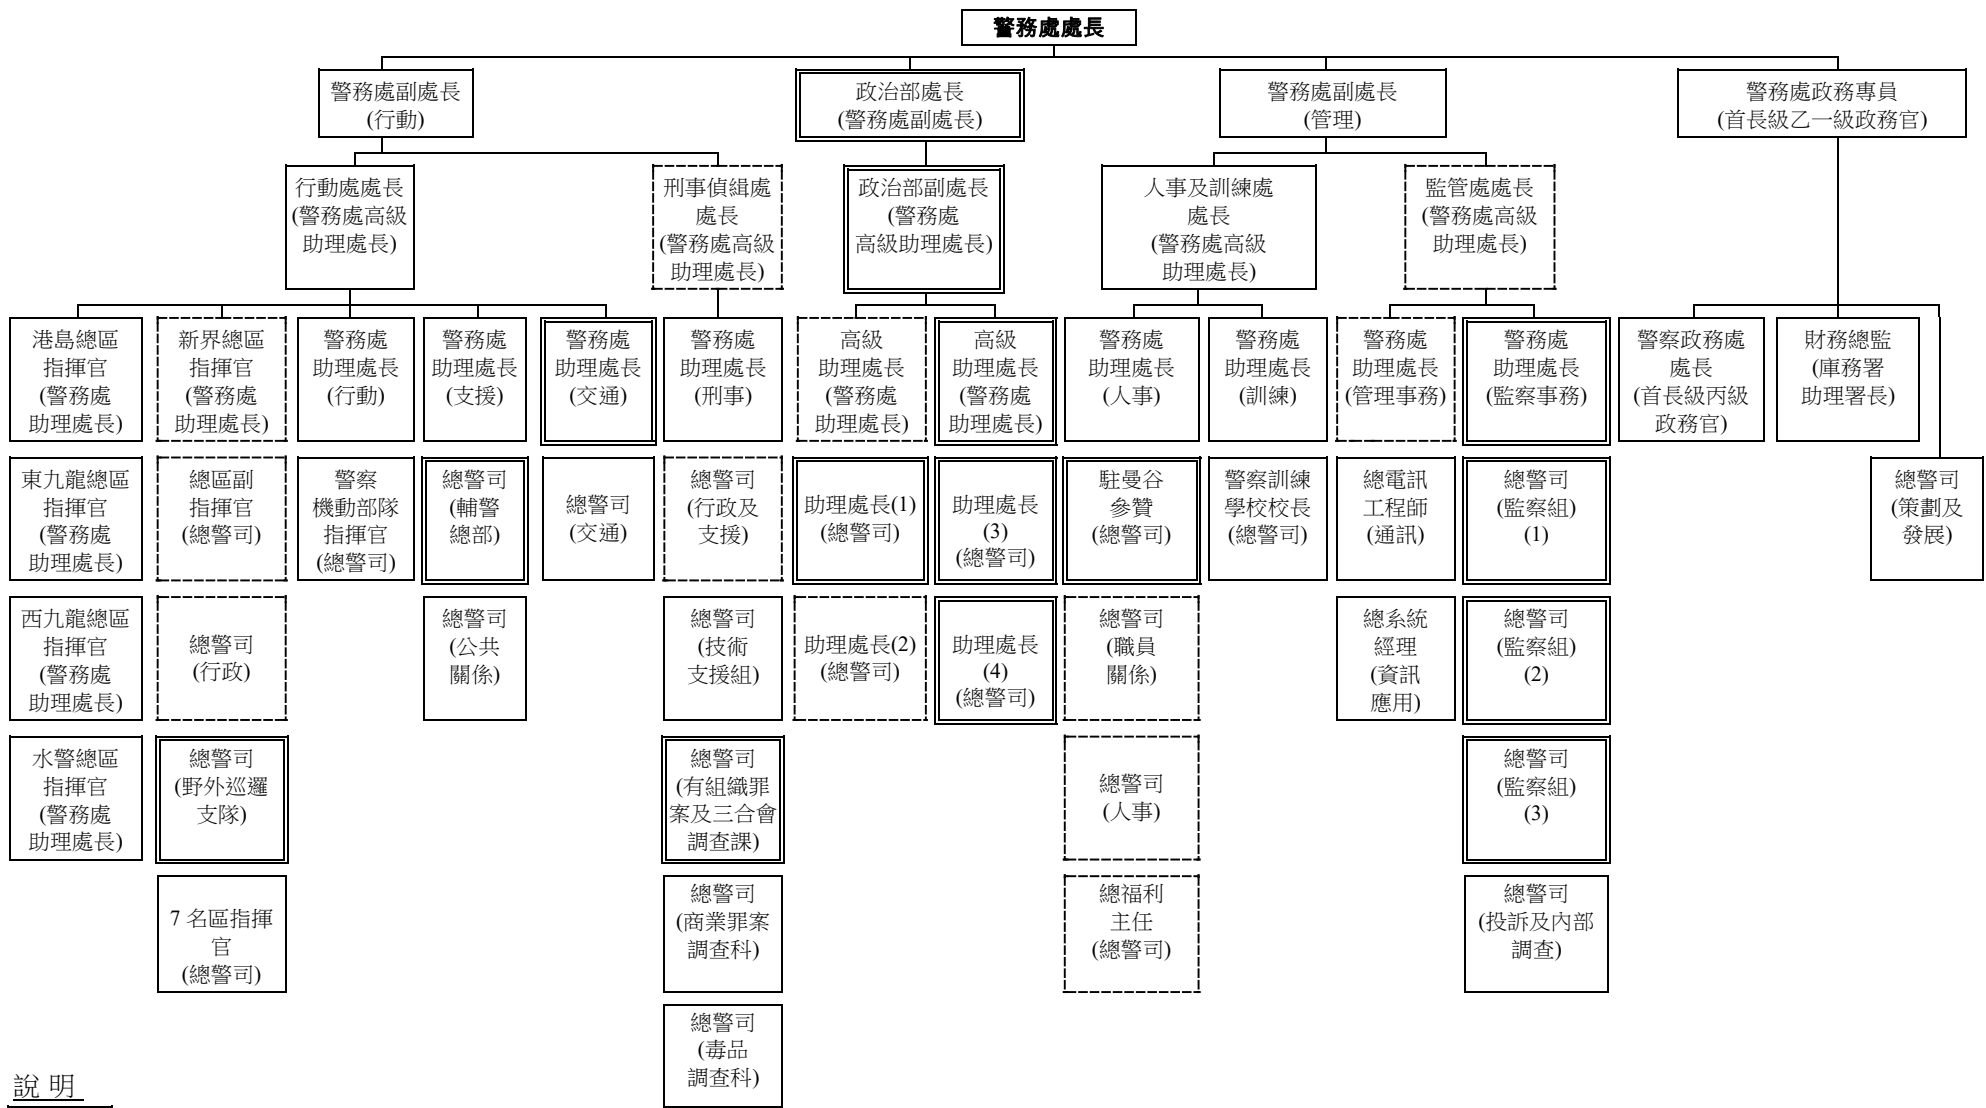 警務處處長
警務處副處長
(行動)
政治部處長
(警務處副處長)
警務處副處長
(管理)
警務處政務專員
(首長級乙一級政務官)
行動處處長
(警務處高級
助理處長)
刑事偵緝處
處長
(警務處高級
助理處長)
政治部副處長
(警務處
高級助理處長)
人事及訓練處
處長
(警務處高級
助理處長)
監管處處長
(警務處高級
助理處長)
港島總區
指揮官
(警務處
助理處長)
新界總區
指揮官
(警務處
助理處長)
警務處
助理處長
(行動)
警務處
助理處長
(支援)
警務處
助理處長
(交通)
警務處
助理處長
(刑事)
高級
助理處長
(警務處
助理處長)
高級
助理處長
(警務處
助理處長)
警務處
助理處長
(人事)
警務處
助理處長
(訓練)
警務處
助理處長
(管理事務)
警務處
助理處長
(監察事務)
警察政務處
處長
(首長級丙級
政務官)
財務總監
(庫務署
助理署長)
東九龍總區
指揮官
(警務處
助理處長)
總區副
指揮官
(總警司)
警察
機動部隊
指揮官
(總警司)
總警司
(輔警
總部)
總警司
(交通)
總警司
(行政及
支援)
助理處長(1)
(總警司)
助理處長
(3)
(總警司)
駐曼谷
參贊
(總警司)
警察訓練
學校校長
(總警司)
總電訊
工程師
(通訊)
總警司
(監察組)
(1)
總警司
(策劃及
發展)
西九龍總區
指揮官
(警務處
助理處長)
總警司
(行政)
總警司
(公共
關係)
總警司
(技術
支援組)
助理處長(2)
(總警司)
助理處長
(4)
(總警司)
總警司
(職員
關係)
總系統
經理
(資訊
應用)
總警司
(監察組)
(2)
水警總區
指揮官
(警務處
助理處長)
總警司
(野外巡邏
支隊)
總警司
(有組織罪
案及三合會
調查課)
總警司
(人事)
總警司
(監察組)
(3)
7 名區指揮
官
(總警司)
總警司
(商業罪案
調查科)
總福利
主任
(總警司)
總警司
(投訴及內部
調查)
總警司
(毒品
調查科)
說 明